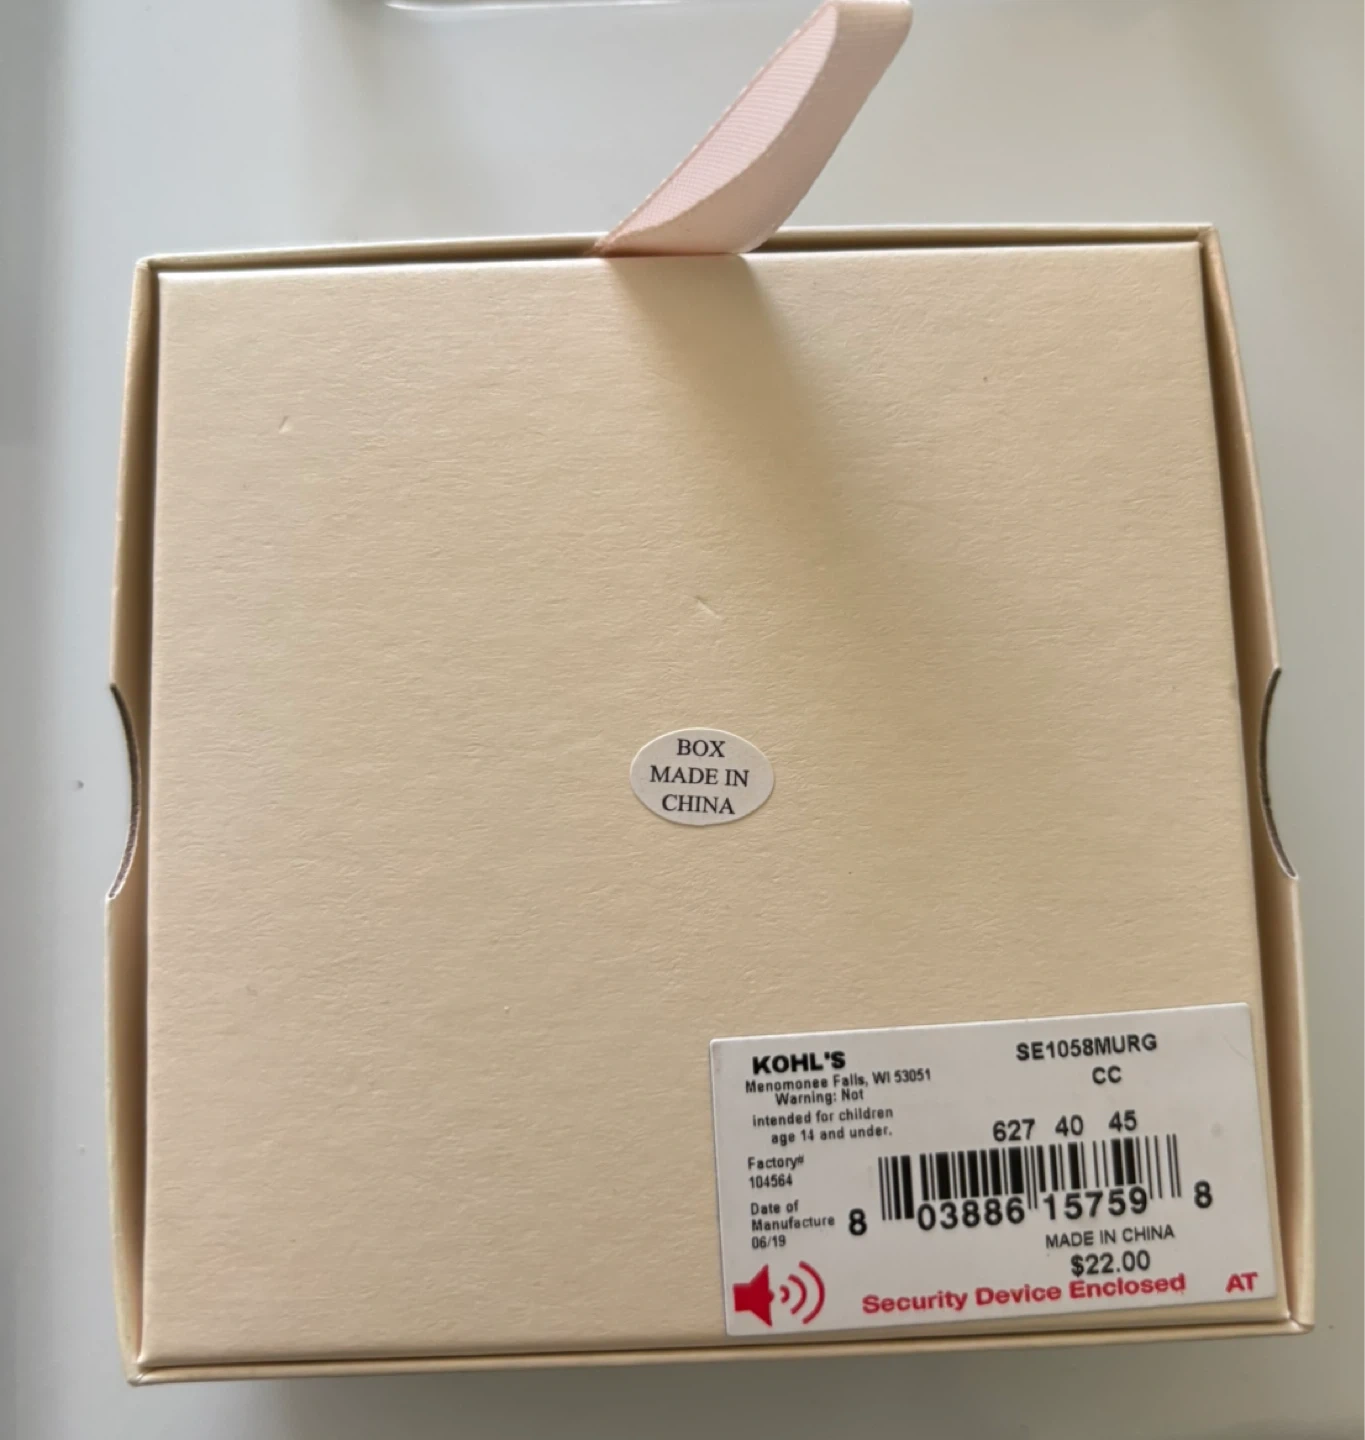 BOX
MADE IN
CHINA
KOHL'S
Menomonee Falls, WI 53051
Warning: Not
intended for children
age 14 and under.
Factory#
104564
Date of
Manufacture
06/19
SE1058MURG
CC
627 40 45
8 03886 15759 8
MADE IN CHINA
$22.00
Security Device Enclosed AT